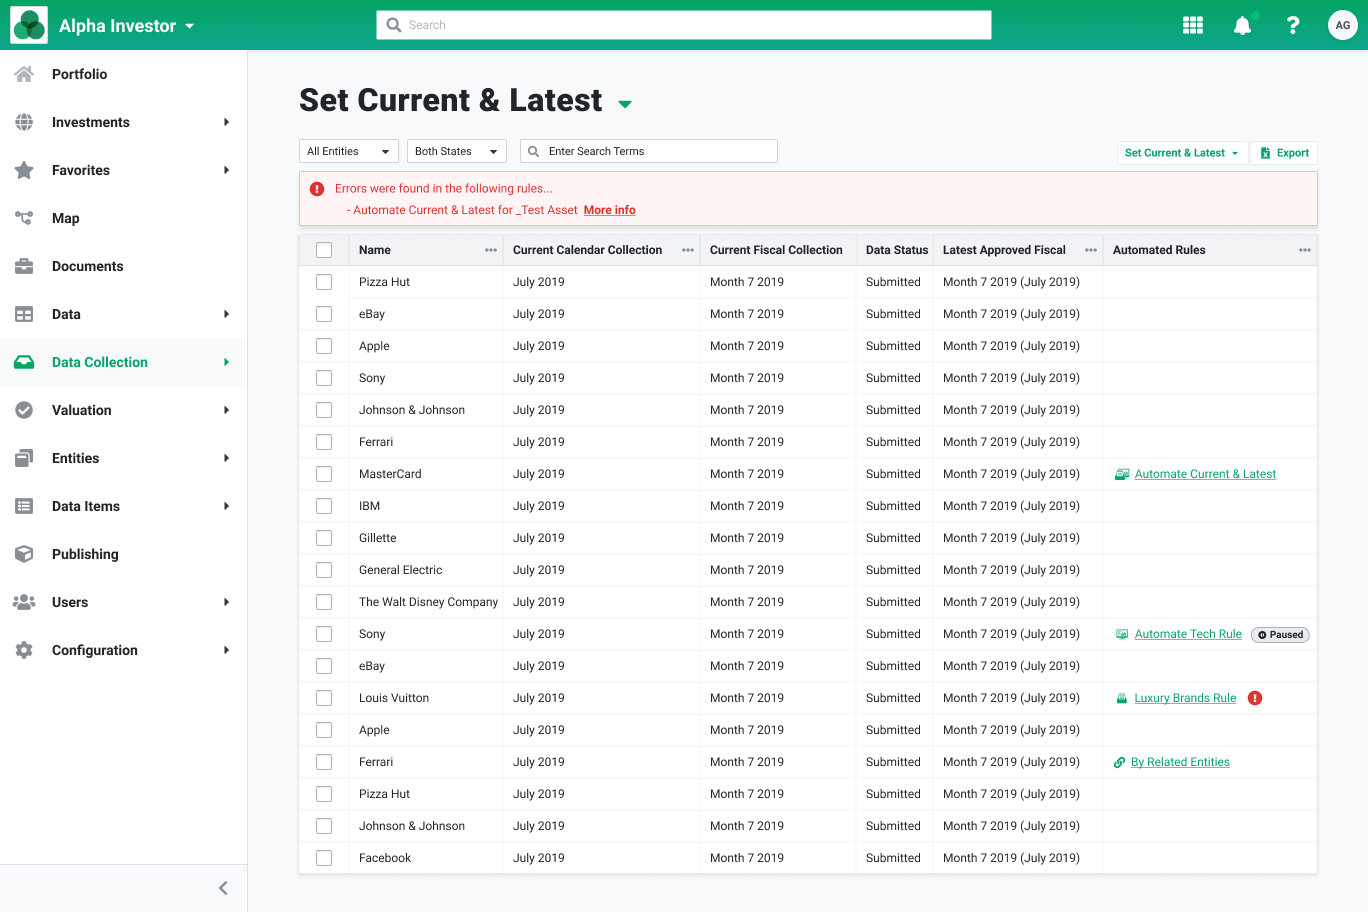 Alpha Investor
Search
AG
Portfolio
Investments
Favorites
Map
Documents
Data
Data Collection
Valuation
Entities
Data Items
Publishing
Users
Configuration
Set Current & Latest
All Entities
Both States
Enter Search Terms
Set Current & Latest
Export
Errors were found in the following rules...
- Automate Current & Latest for _Test Asset More info
Name Current Calendar Collection Current Fiscal Collection Data Status Latest Approved Fiscal Automated Rules
Pizza Hut July 2019 Month 7 2019 Submitted Month 7 2019 (July 2019)
eBay July 2019 Month 7 2019 Submitted Month 7 2019 (July 2019)
Apple July 2019 Month 7 2019 Submitted Month 7 2019 (July 2019)
Sony July 2019 Month 7 2019 Submitted Month 7 2019 (July 2019)
Johnson & Johnson July 2019 Month 7 2019 Submitted Month 7 2019 (July 2019)
Ferrari July 2019 Month 7 2019 Submitted Month 7 2019 (July 2019)
MasterCard July 2019 Month 7 2019 Submitted Month 7 2019 (July 2019) Automate Current & Latest
IBM July 2019 Month 7 2019 Submitted Month 7 2019 (July 2019)
Gillette July 2019 Month 7 2019 Submitted Month 7 2019 (July 2019)
General Electric July 2019 Month 7 2019 Submitted Month 7 2019 (July 2019)
The Walt Disney Company July 2019 Month 7 2019 Submitted Month 7 2019 (July 2019)
Sony July 2019 Month 7 2019 Submitted Month 7 2019 (July 2019) Automate Tech Rule Paused
eBay July 2019 Month 7 2019 Submitted Month 7 2019 (July 2019)
Louis Vuitton July 2019 Month 7 2019 Submitted Month 7 2019 (July 2019) Luxury Brands Rule
Apple July 2019 Month 7 2019 Submitted Month 7 2019 (July 2019)
Ferrari July 2019 Month 7 2019 Submitted Month 7 2019 (July 2019) By Related Entities
Pizza Hut July 2019 Month 7 2019 Submitted Month 7 2019 (July 2019)
Johnson & Johnson July 2019 Month 7 2019 Submitted Month 7 2019 (July 2019)
Facebook July 2019 Month 7 2019 Submitted Month 7 2019 (July 2019)